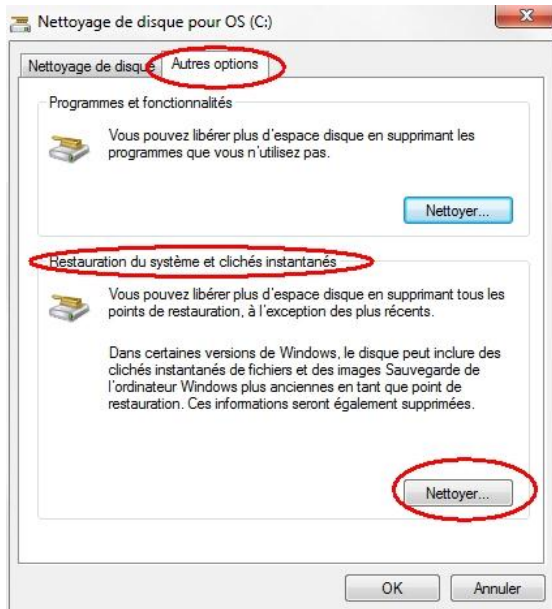 Nettoyage de disque pour OS (C:)
Nettoyage de disque
Autres options
Programmes et fonctionnalités
Vous pouvez libérer plus d'espace disque en supprimant les
programmes que vous n'utilisez pas.
Nettoyer...
Restauration du système et clichés instantanés
Vous pouvez libérer plus d'espace disque en supprimant tous les
points de restauration, à l'exception des plus récents.
Dans certaines versions de Windows, le disque peut inclure des
clichés instantanés de fichiers et des images Sauvegarde de
l'ordinateur Windows plus anciennes en tant que point de
restauration. Ces informations seront également supprimées.
Nettoyer...
OK
Annuler